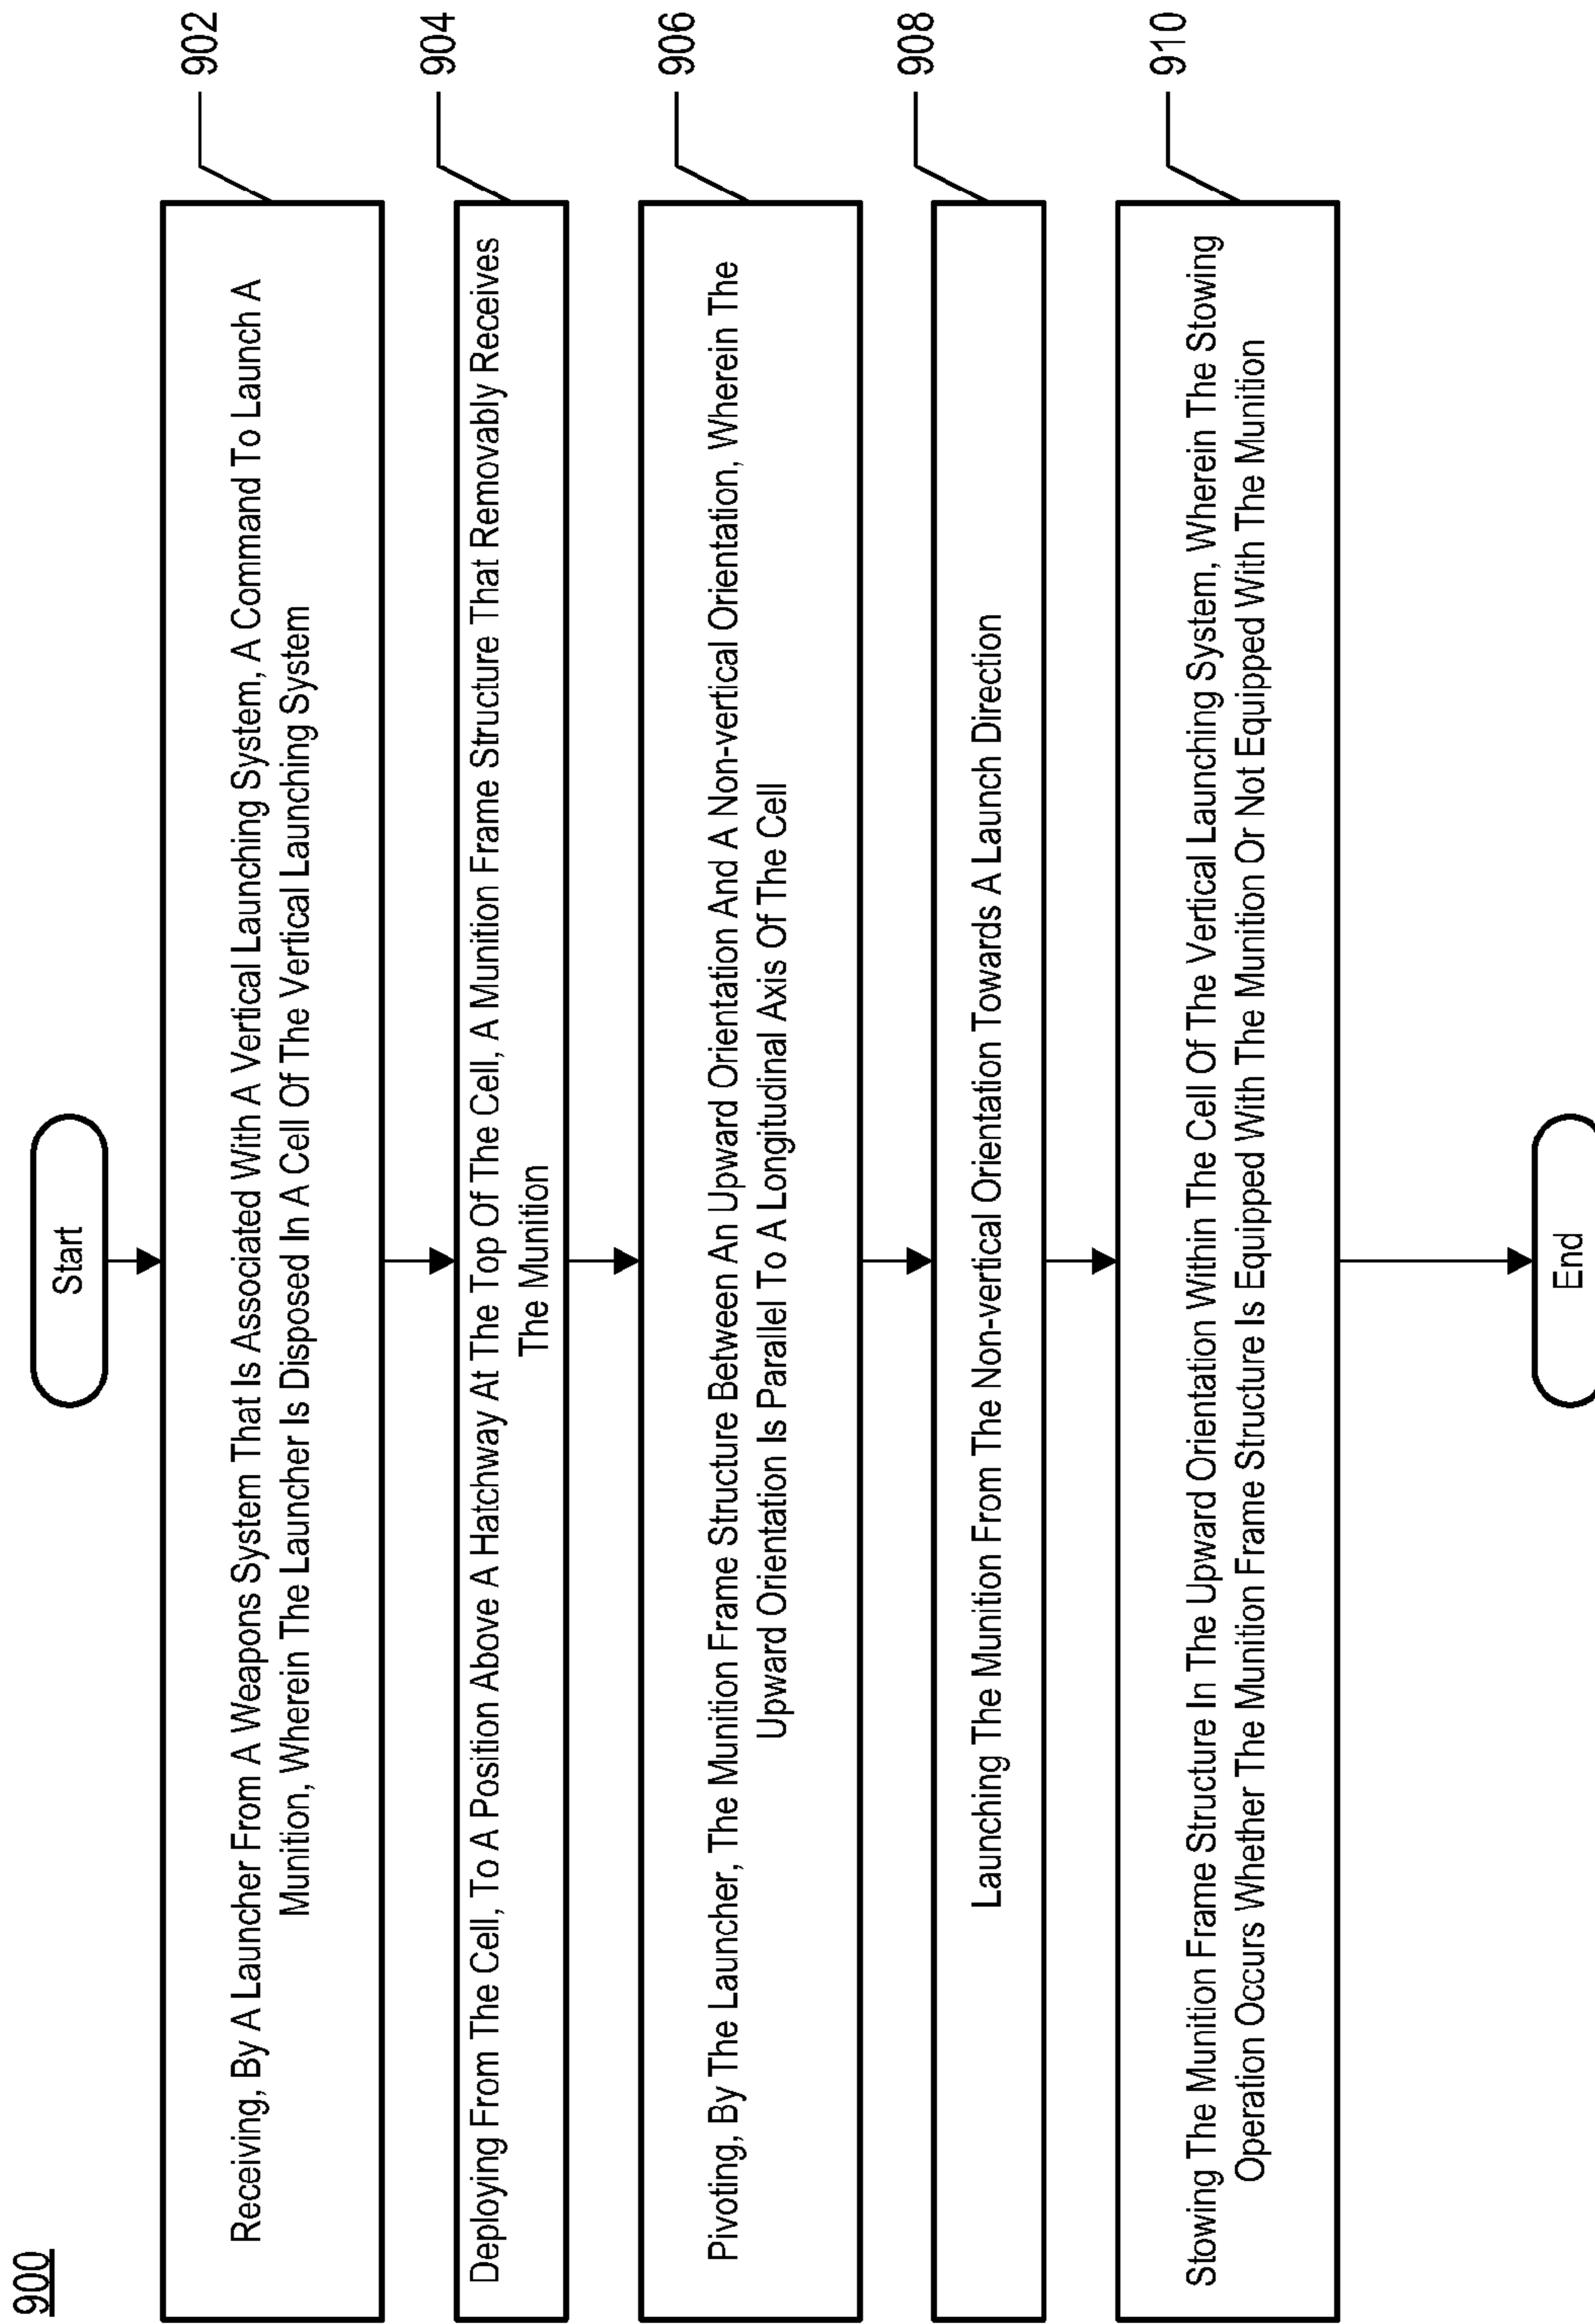 900
Start
Receiving, By A Launcher From A Weapons System That Is Associated With A Vertical Launching System, A Command To Launch A
Munition, Wherein The Launcher Is Disposed In A Cell Of The Vertical Launching System
902
Deploying From The Cell, To A Position Above A Hatchway At The Top Of The Cell, A Munition Frame Structure That Removably Receives
The Munition
904
Pivoting, By The Launcher, The Munition Frame Structure Between An Upward Orientation And A Non-vertical Orientation, Wherein The
Upward Orientation Is Parallel To A Longitudinal Axis Of The Cell
906
Launching The Munition From The Non-vertical Orientation Towards A Launch Direction
908
Stowing The Munition Frame Structure In The Upward Orientation Within The Cell Of The Vertical Launching System, Wherein The Stowing
Operation Occurs Whether The Munition Frame Structure Is Equipped With The Munition Or Not Equipped With The Munition
910
End